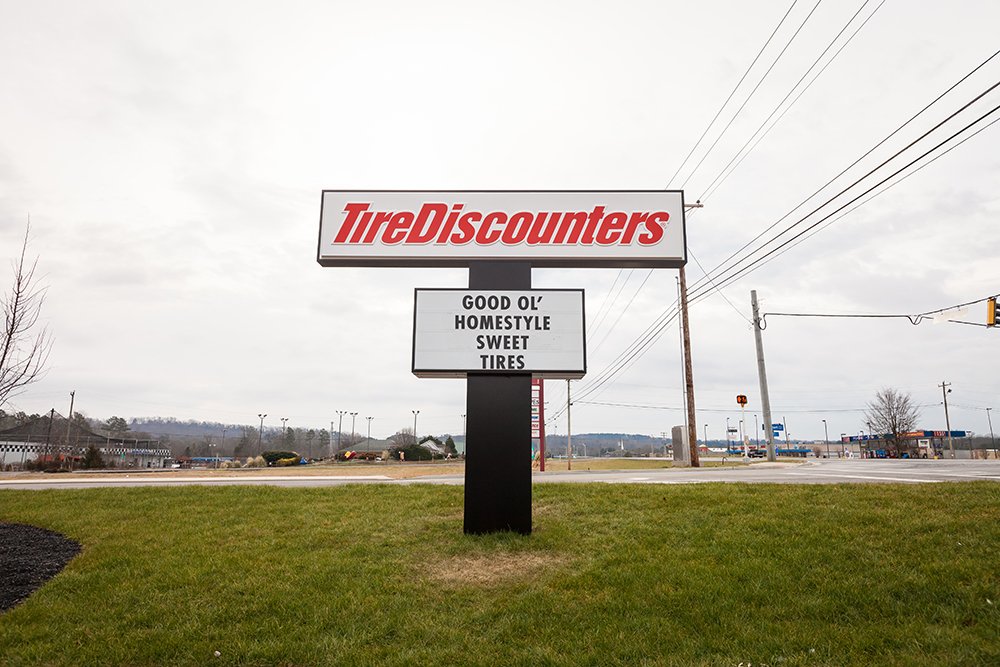 TireDiscounters
GOOD OL'
HOMESTYLE
SWEET
TIRES